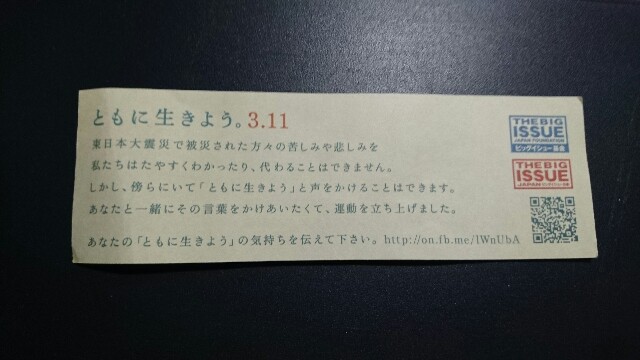 ともに生きよう。3.11
東日本大震災で被災された方々の苦しみや悲しみを
私たちはたやすくわかったり、代わることはできません。
しかし、傍らにいて「ともに生きよう」と声をかけることはできます。
あなたと一緒にその言葉をかけあいたくて、運動を立ち上げました。
あなたの「ともに生きよう」の気持ちを伝えて下さい。http://on.fb.me/lWnUbA
THE BIG
ISSUE
JAPAN FOUNDATION
ビッグイシュー基金
THE BIG
ISSUE
JAPAN